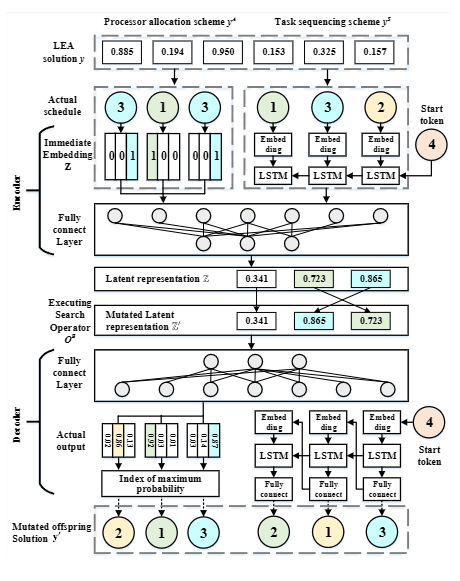 Processor allocation scheme y^A Task sequencing scheme y^S
LEA
solution y
0.885 0.194 0.950 0.153 0.325 0.157
Actual
schedule
3 1 3 1 3 2
Start
token
4
Encoder
Immediate
Embedding
Z
0 0 1 1 0 0 0 0 1
Embed
ding
Embed
ding
Embed
ding
LSTM LSTM LSTM
Fully
connect
Layer
Latent representation ℤ 0.341 0.723 0.865
Executing
Search
Operator
Mutated Latent
representation ℤ' 0.341 0.865 0.723
Decoder
Fully
connect
Layer
Actual
output
0.02 0.86 0.13 0.92 0.03 0.01 0.03 0.14 0.87
Index of maximum
probability
Embed
ding
Embed
ding
Embed
ding
4
Start
token
LSTM LSTM LSTM
Fully
connect
Fully
connect
Fully
connect
Mutated offspring
Solution y'
2 1 3 2 1 3